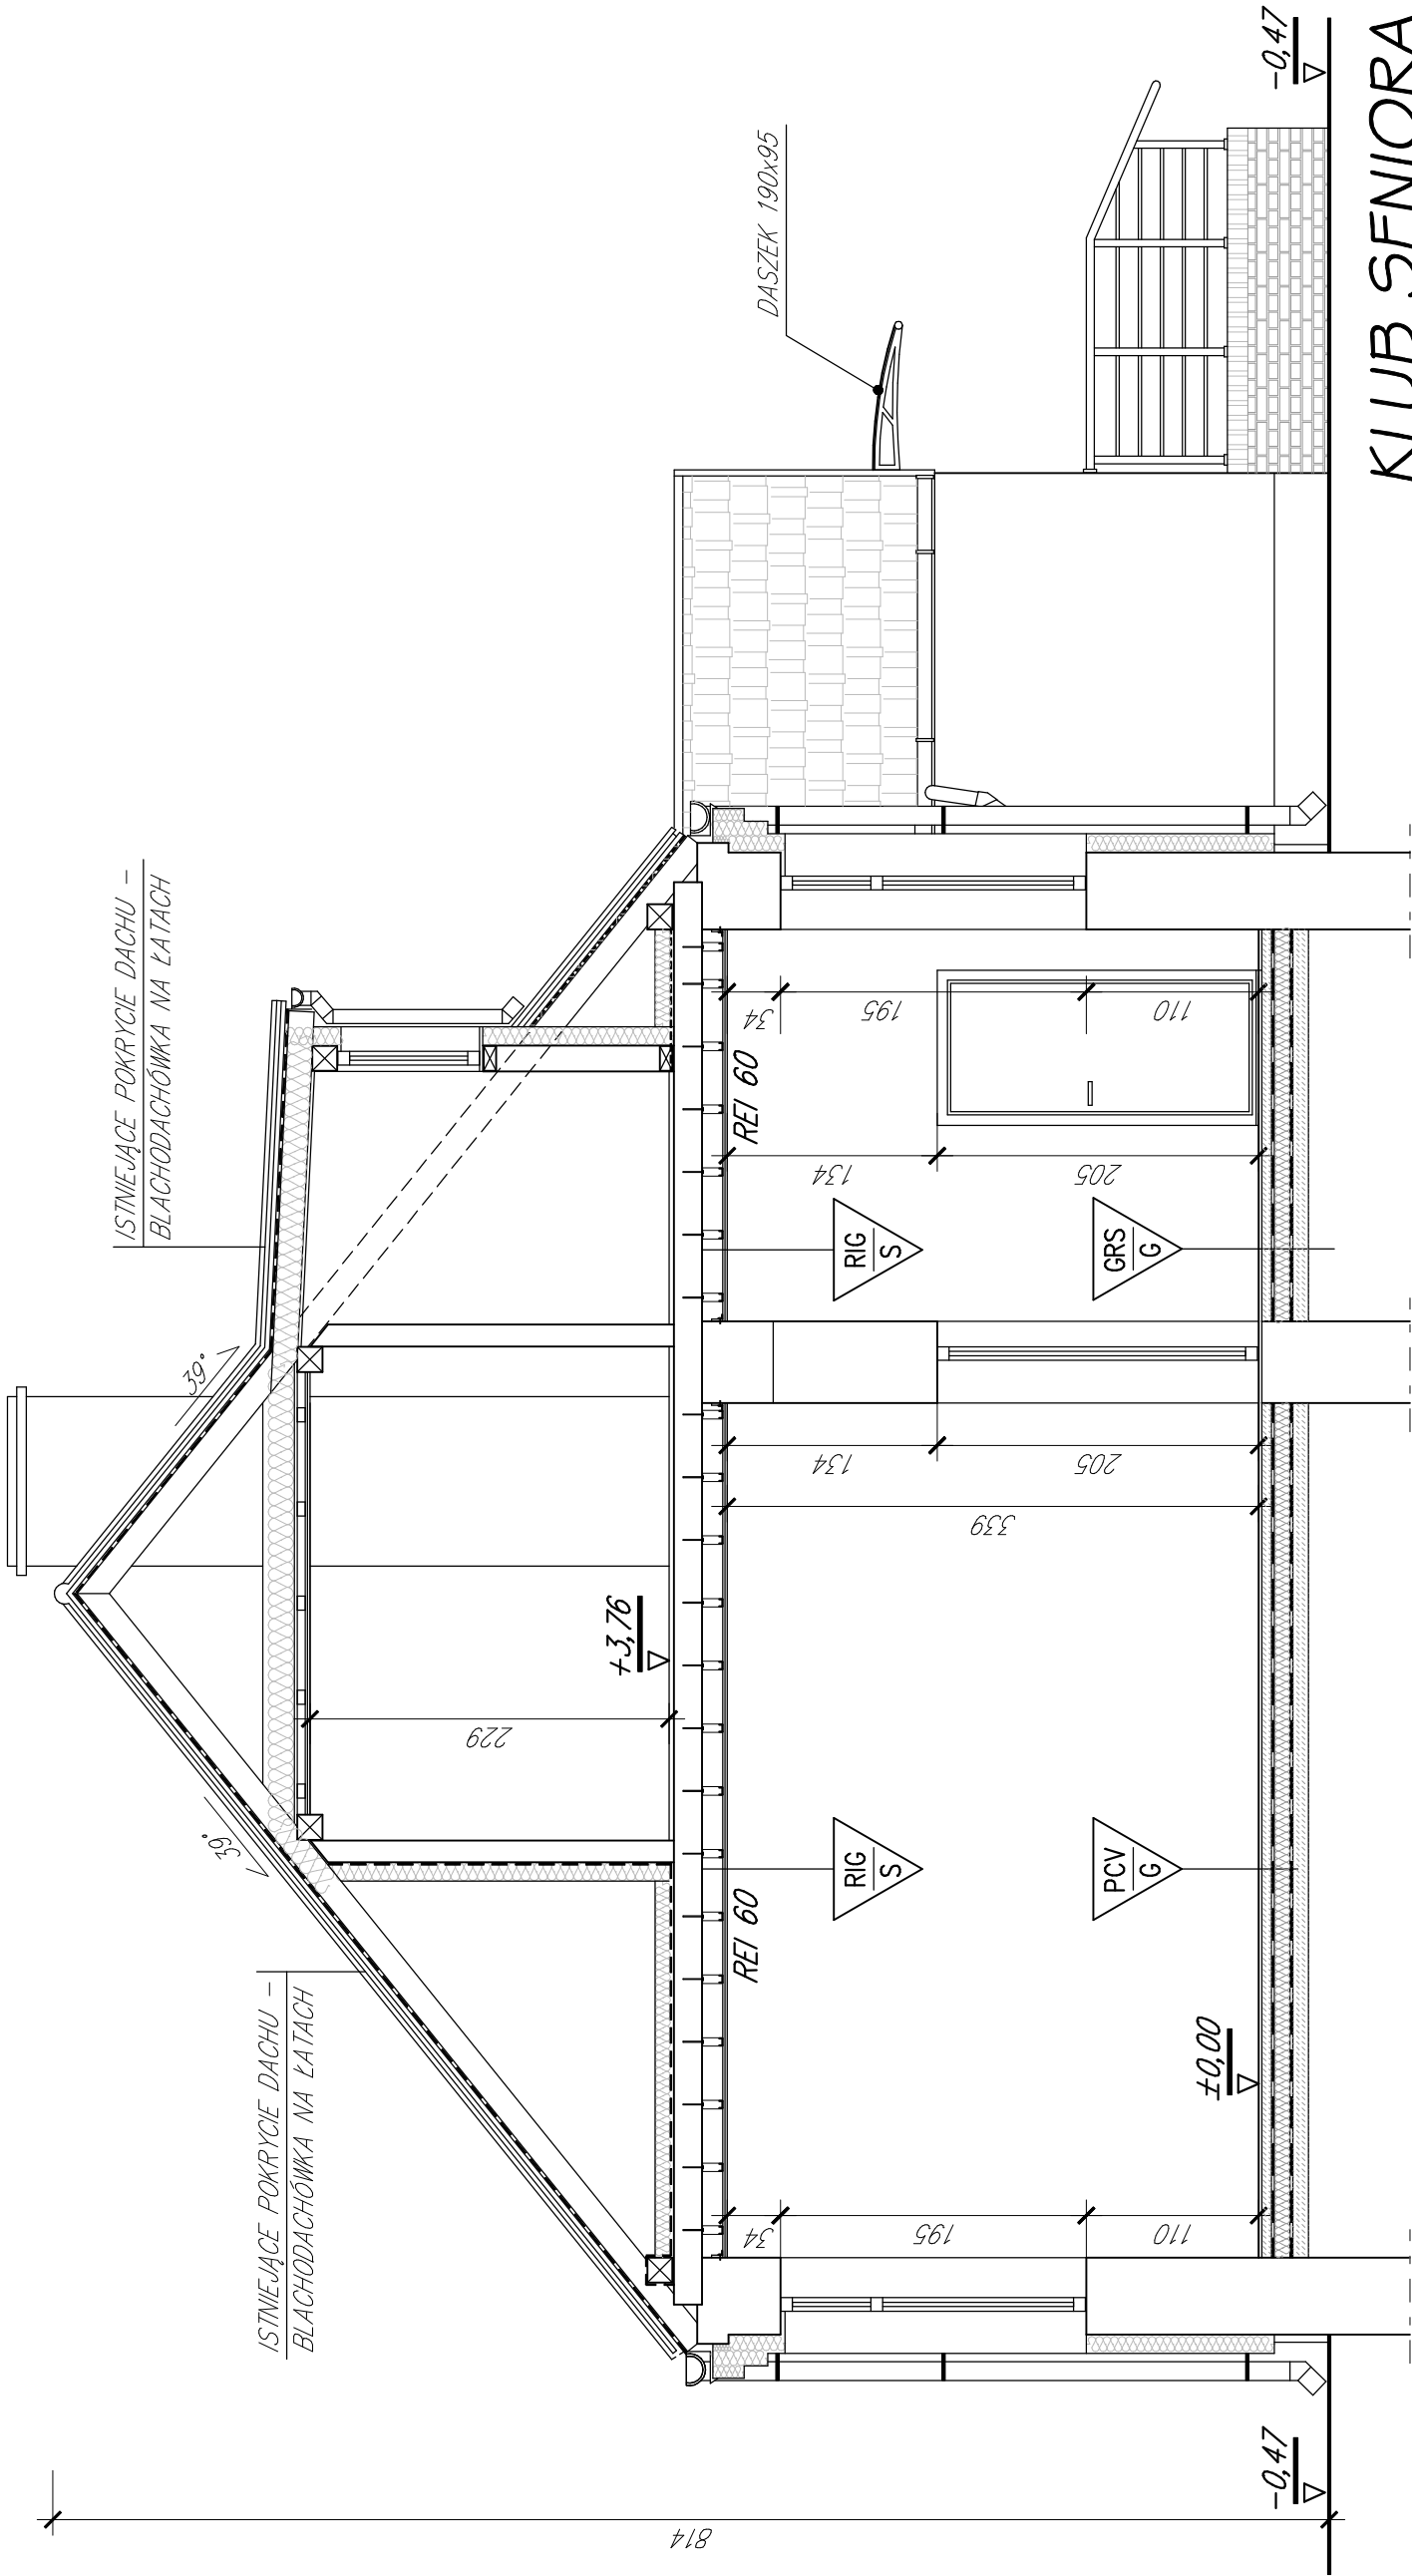 ISTNIEJĄCE POKRYCIE DACHU –
BLACHODACHÓWKA NA ŁATACH
ISTNIEJĄCE POKRYCIE DACHU –
BLACHODACHÓWKA NA ŁATACH
39°
39°
DASZEK 190x95
814
229
+3,76
REI 60
REI 60
34
195
110
RIG
S
PCV
G
±0,00
339
134
205
RIG
S
GRS
G
134
205
34
195
110
-0,47
-0,47
KLUB SENIORA